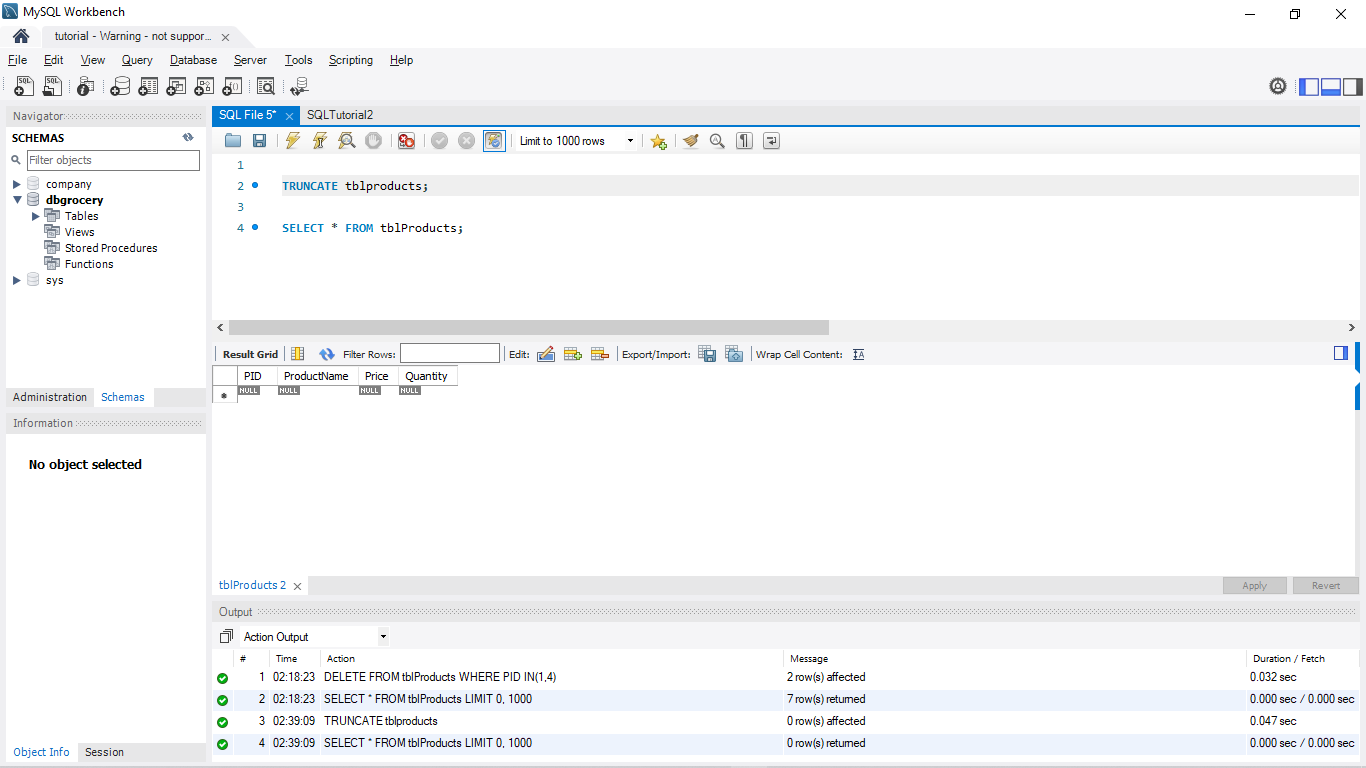 MySQL Workbench
tutorial - Warning - not suppor...
File Edit View Query Database Server Tools Scripting Help
Navigator
SCHEMAS
Filter objects
company
dbgrocery
Tables
Views
Stored Procedures
Functions
sys
Administration Schemas
Information
No object selected
Object Info Session
SQL File 5* SQLTutorial2
Limit to 1000 rows
1
2 TRUNCATE tblproducts;
3
4 SELECT * FROM tblProducts;
Result Grid Filter Rows: Edit: Export/Import: Wrap Cell Content:
PID ProductName Price Quantity
NULL NULL NULL NULL
tblProducts 2 Apply Revert
Output
Action Output
# Time Action Message Duration / Fetch
1 02:18:23 DELETE FROM tblProducts WHERE PID IN(1,4) 2 row(s) affected 0.032 sec
2 02:18:23 SELECT * FROM tblProducts LIMIT 0, 1000 7 row(s) returned 0.000 sec / 0.000 sec
3 02:39:09 TRUNCATE tblproducts 0 row(s) affected 0.047 sec
4 02:39:09 SELECT * FROM tblProducts LIMIT 0, 1000 0 row(s) returned 0.000 sec / 0.000 sec